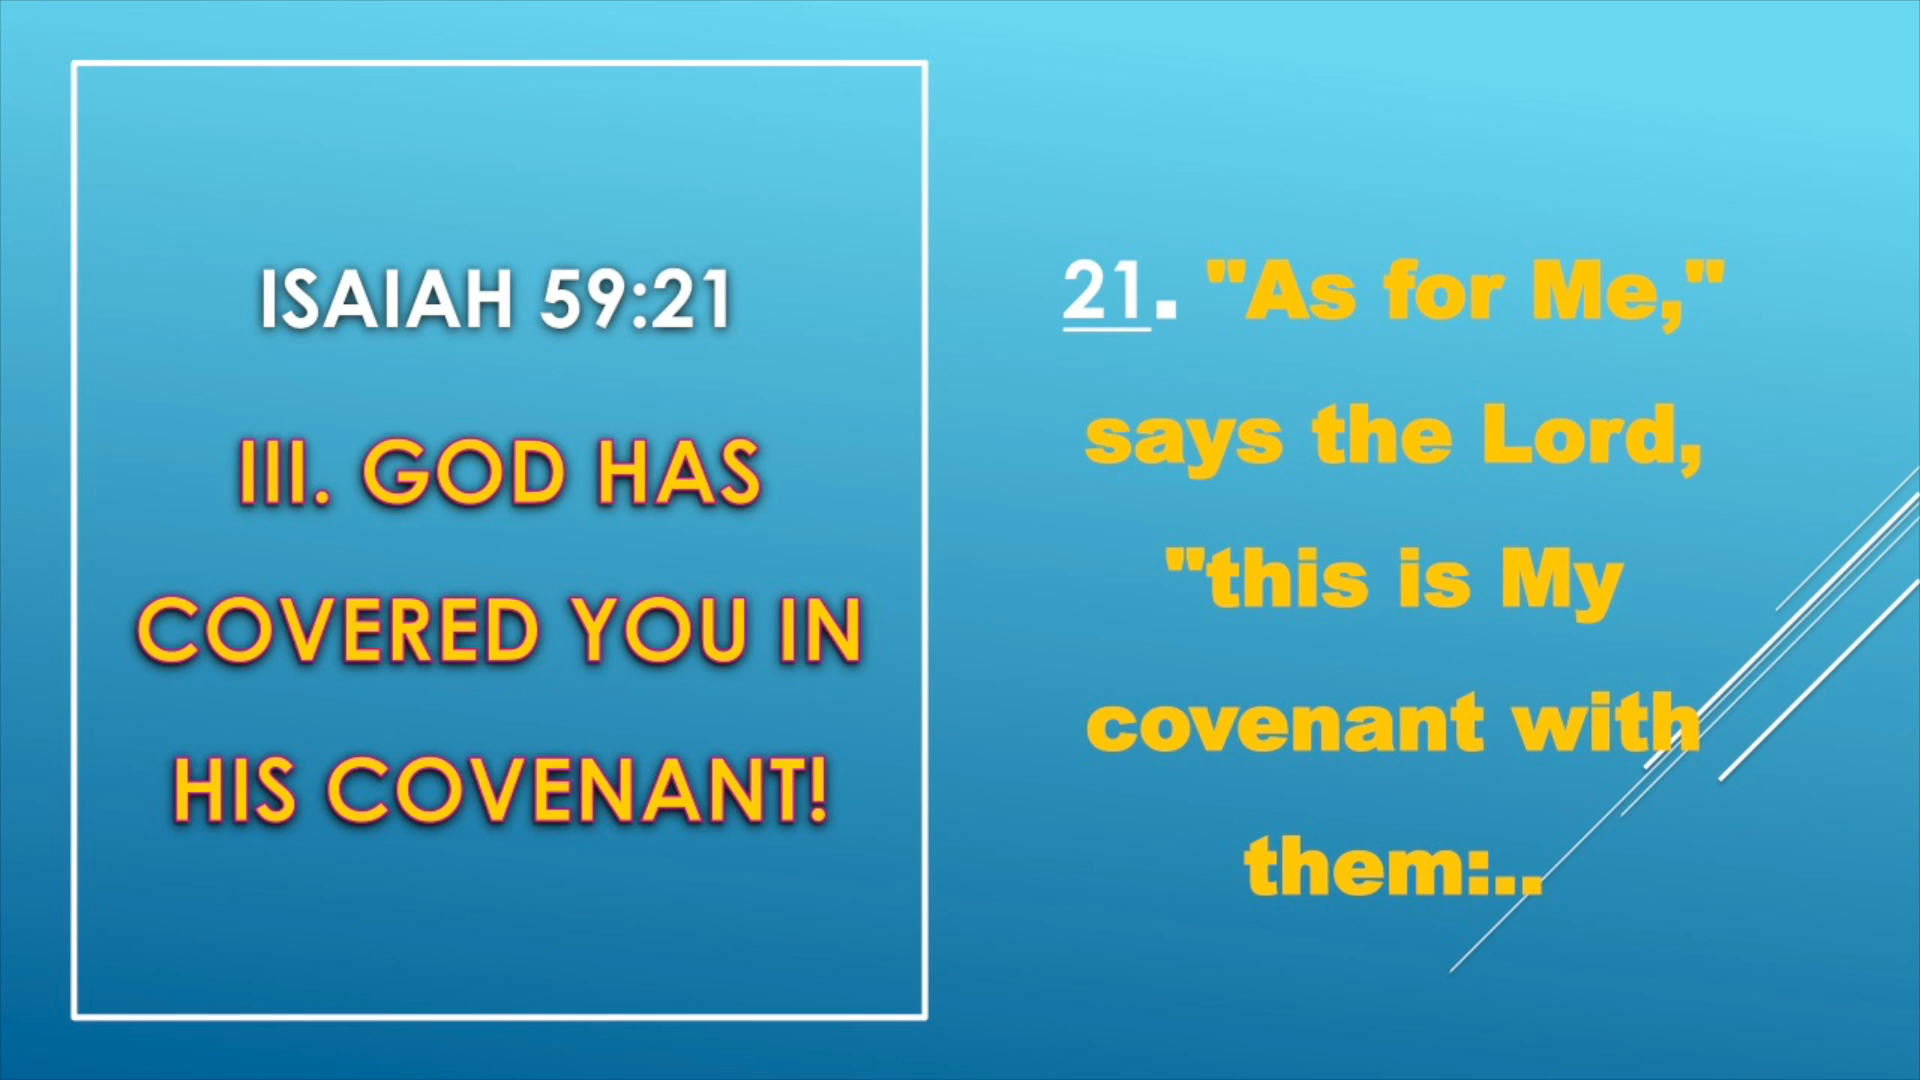 ISAIAH 59:21
III. GOD HAS
COVERED YOU IN
HIS COVENANT!
21. "As for Me,"
says the Lord,
"this is My
covenant with
them:..